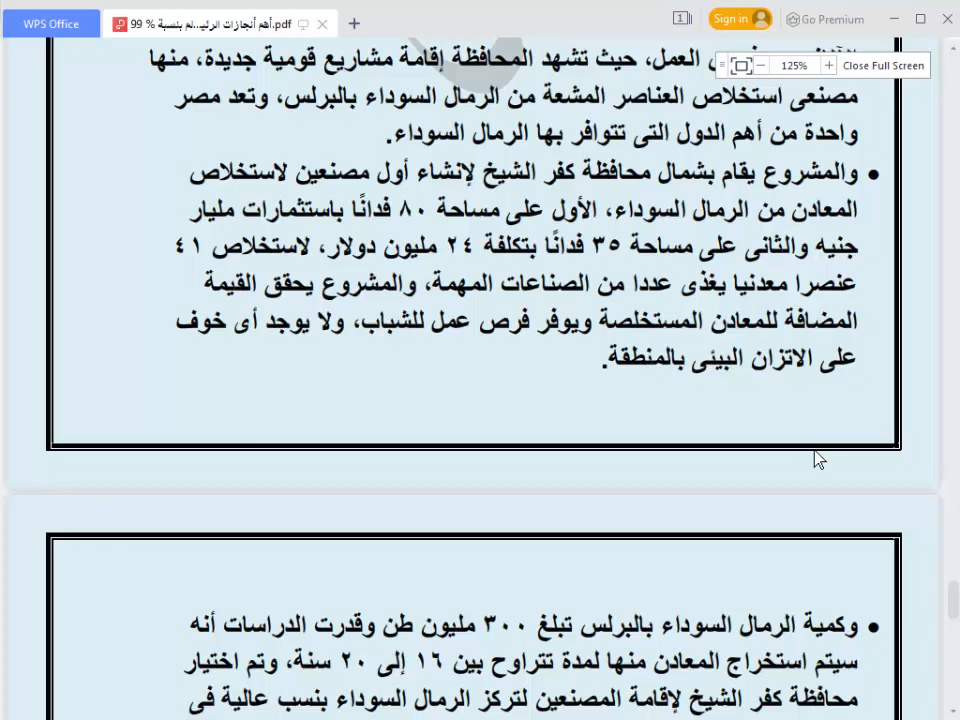 WPS Office
أهم أنجازات الرئيـ...لم بنسبة % 99.pdf
1
Sign in
Go Premium
125%
Close Full Screen
العمل، حيث تشهد المحافظة إقامة مشاريع قومية جديدة، منها
مصنعى استخلاص العناصر المشعة من الرمال السوداء بالبرلس، وتعد مصر
واحدة من أهم الدول التى تتوافر بها الرمال السوداء.
• والمشروع يقام بشمال محافظة كفر الشيخ لإنشاء أول مصنعين لاستخلاص
المعادن من الرمال السوداء، الأول على مساحة ٨٠ فدانًا باستثمارات مليار
جنيه والثانى على مساحة ٣٥ فدانًا بتكلفة ٢٤ مليون دولار، لاستخلاص ٤١
عنصرا معدنيا يغذى عددا من الصناعات المهمة، والمشروع يحقق القيمة
المضافة للمعادن المستخلصة ويوفر فرص عمل للشباب، ولا يوجد أى خوف
على الاتزان البيئى بالمنطقة.
• وكمية الرمال السوداء بالبرلس تبلغ ٣٠٠ مليون طن وقدرت الدراسات أنه
سيتم استخراج المعادن منها لمدة تتراوح بين ١٦ إلى ٢٠ سنة، وتم اختيار
محافظة كفر الشيخ لإقامة المصنعين لتركز الرمال السوداء بنسب عالية فى